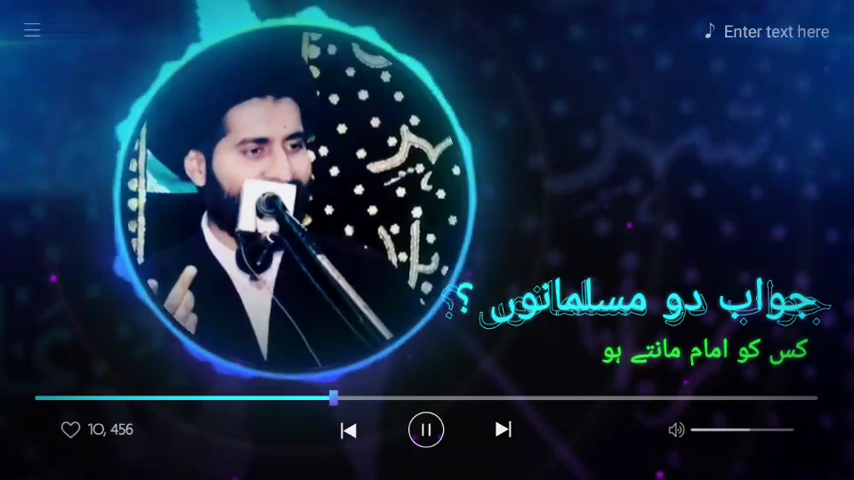 Enter text here
جواب دو مسلمانوں ؟
کس کو امام مانتے ہو
10, 456